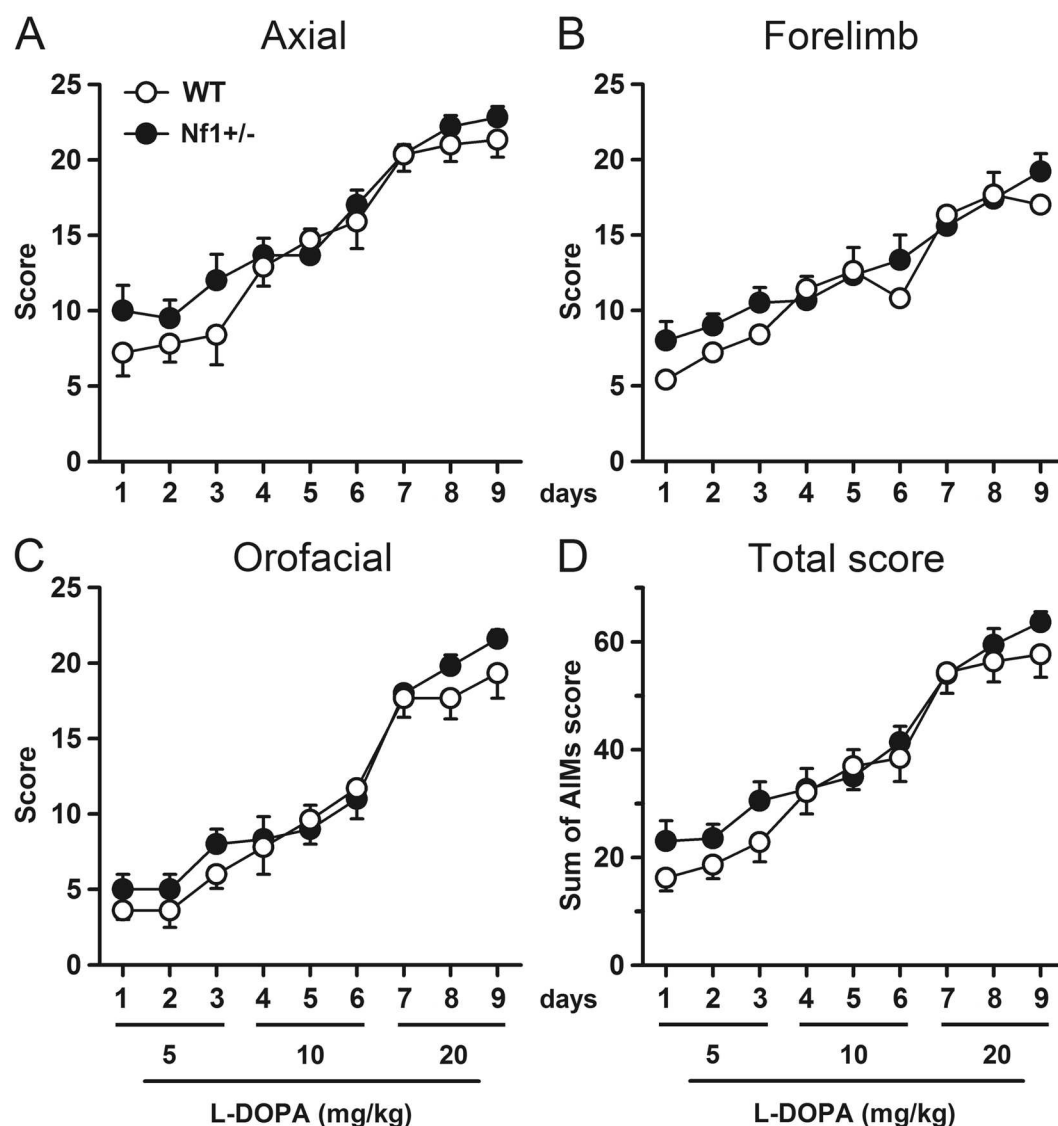 A Axial
25
20
15
10
5
0
Score
WT
Nf1+/-
1 2 3 4 5 6 7 8 9 days
B Forelimb
25
20
15
10
5
0
Score
1 2 3 4 5 6 7 8 9
C Orofacial
25
20
15
10
5
0
Score
1 2 3 4 5 6 7 8 9 days
5 10 20
L-DOPA (mg/kg)
D Total score
60
40
20
0
Sum of AIMs score
1 2 3 4 5 6 7 8 9
5 10 20
L-DOPA (mg/kg)